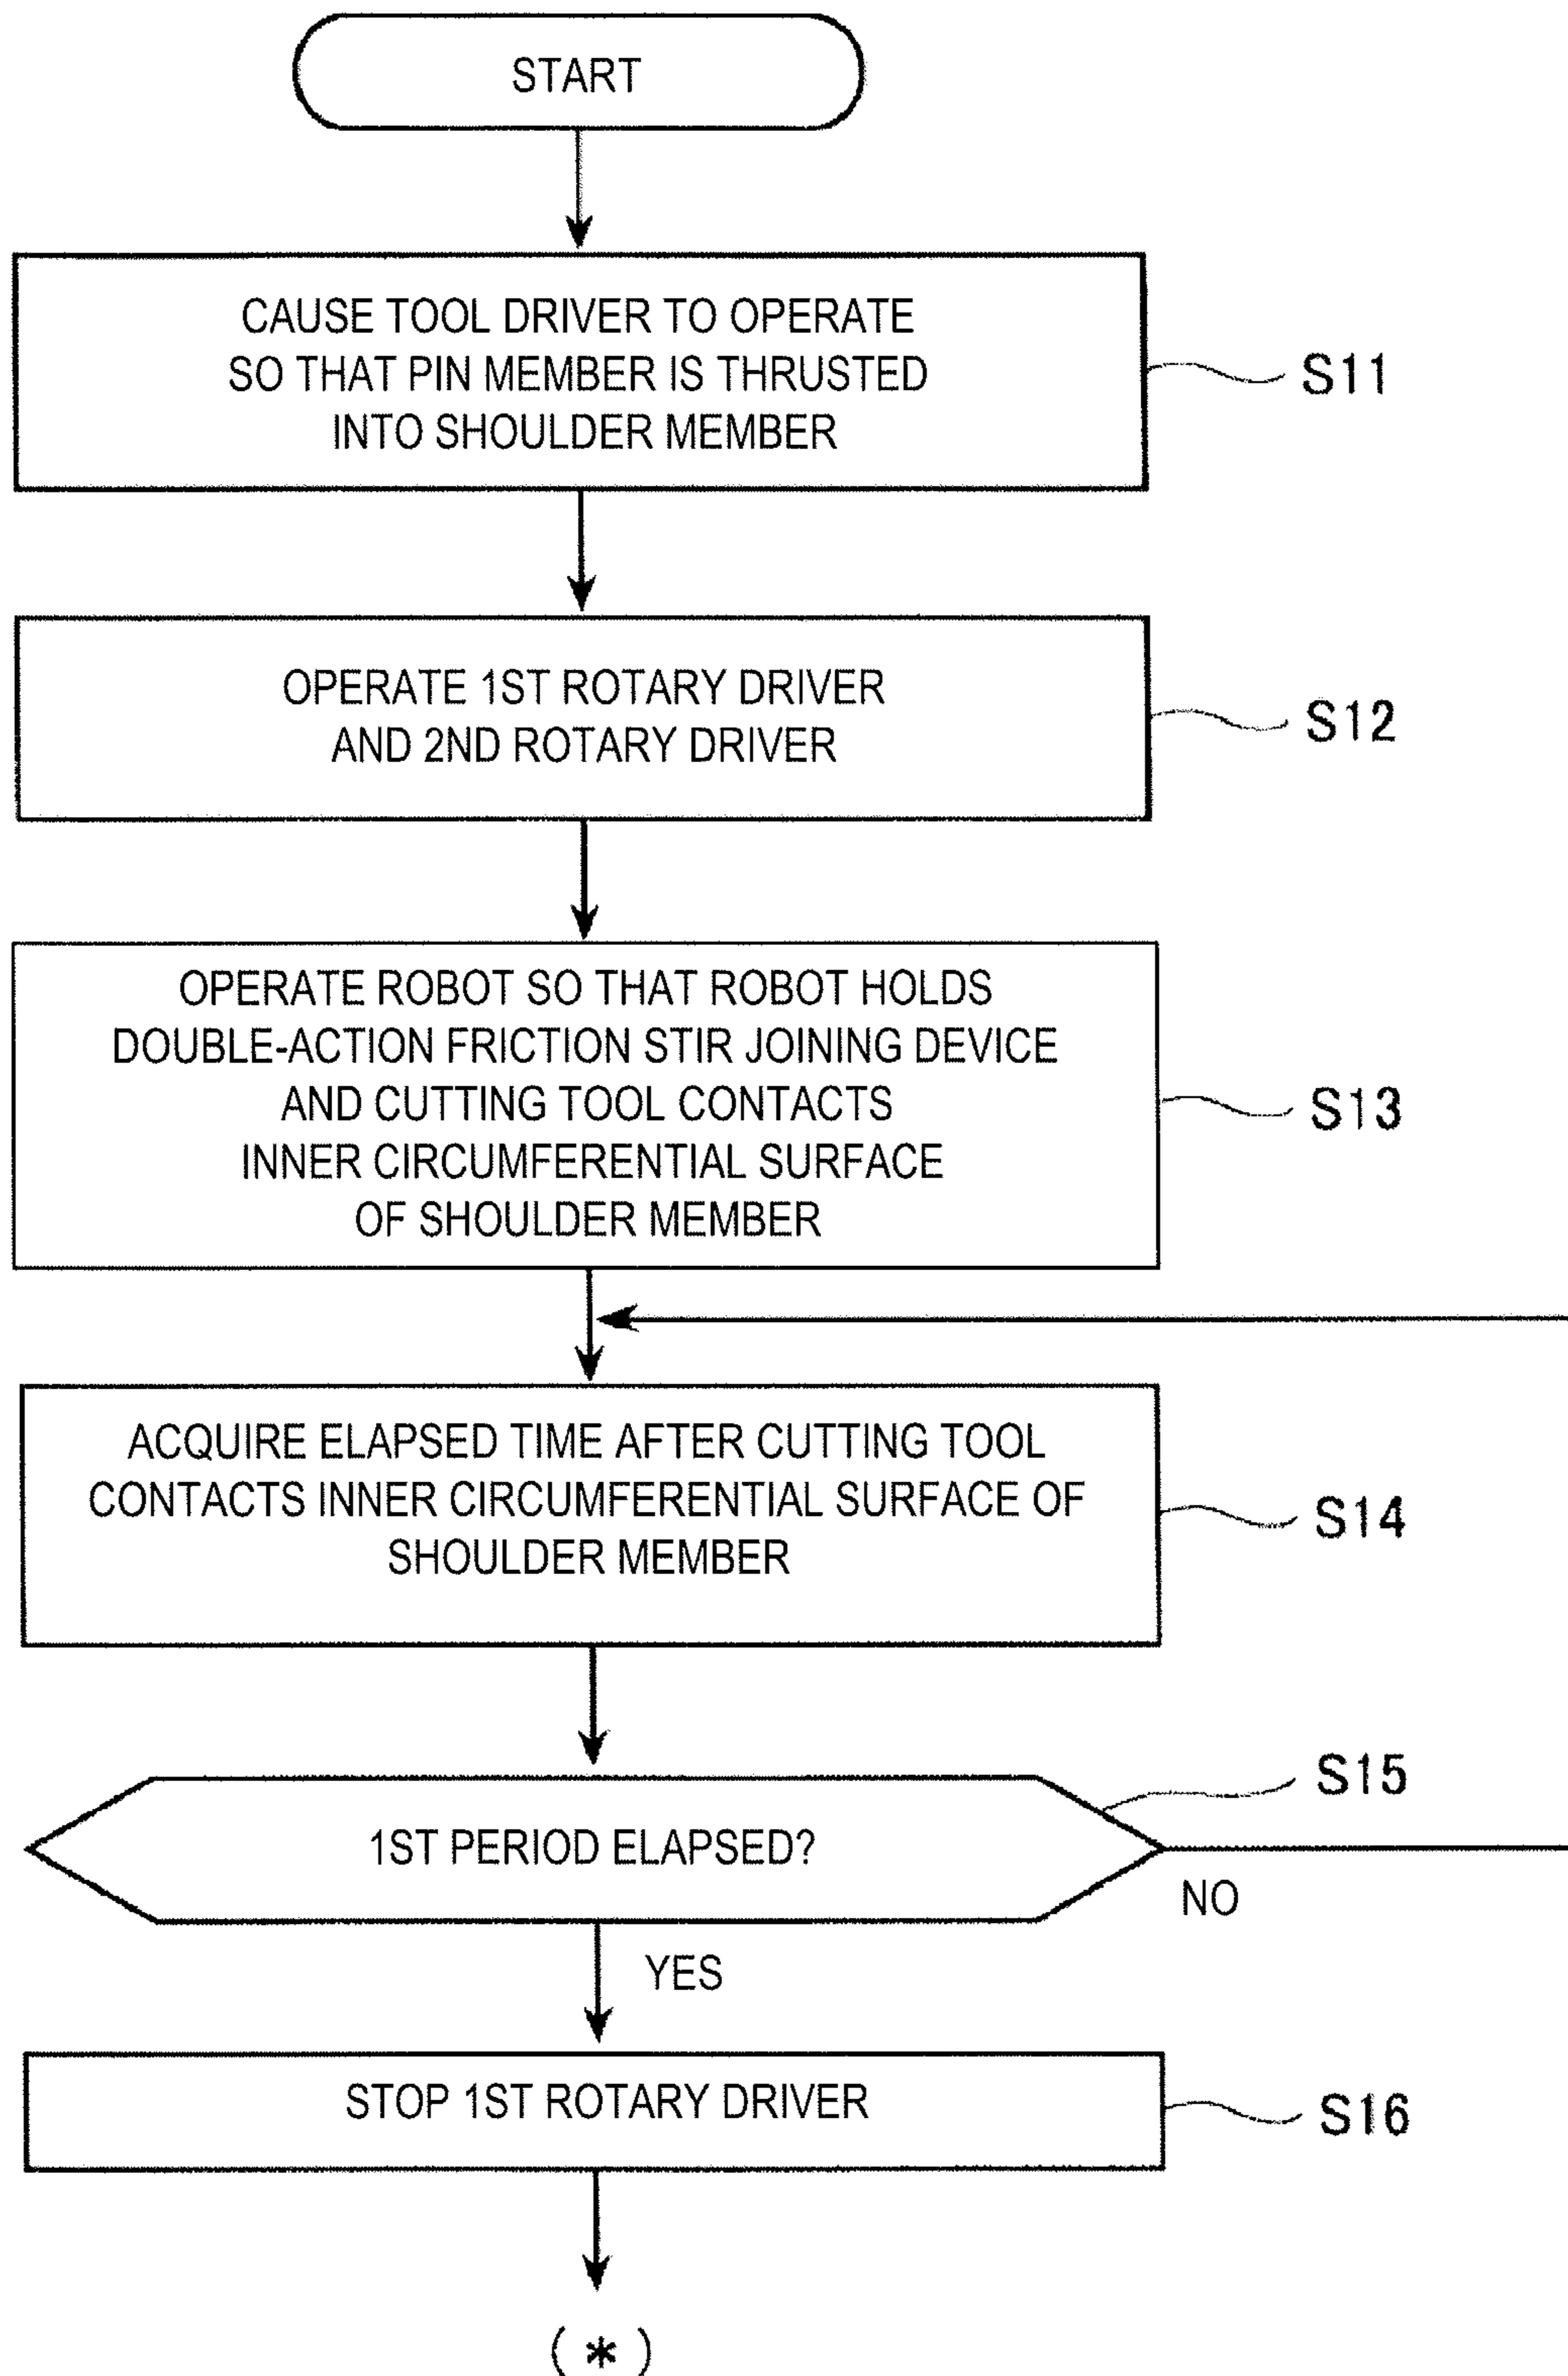 START
CAUSE TOOL DRIVER TO OPERATE
SO THAT PIN MEMBER IS THRUSTED
INTO SHOULDER MEMBER
S11
OPERATE 1ST ROTARY DRIVER
AND 2ND ROTARY DRIVER
S12
OPERATE ROBOT SO THAT ROBOT HOLDS
DOUBLE-ACTION FRICTION STIR JOINING DEVICE
AND CUTTING TOOL CONTACTS
INNER CIRCUMFERENTIAL SURFACE
OF SHOULDER MEMBER
S13
ACQUIRE ELAPSED TIME AFTER CUTTING TOOL
CONTACTS INNER CIRCUMFERENTIAL SURFACE OF
SHOULDER MEMBER
S14
S15
1ST PERIOD ELAPSED?
NO
YES
STOP 1ST ROTARY DRIVER
S16
(*)